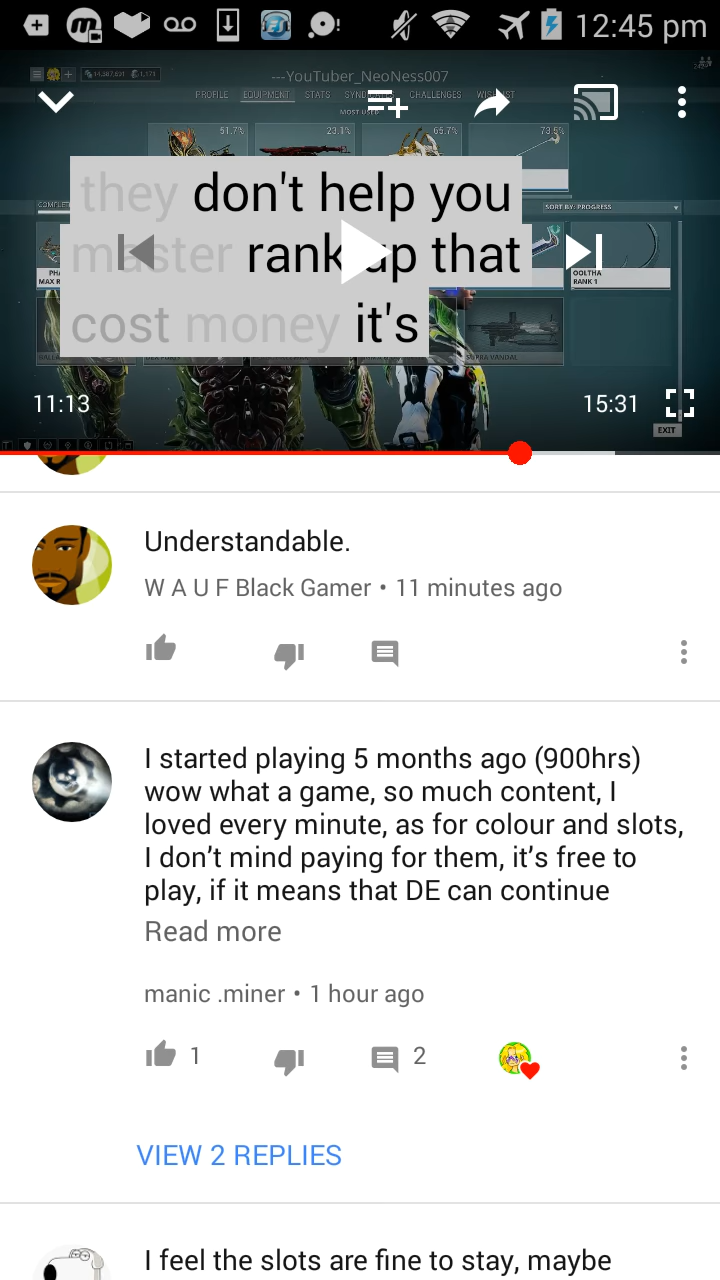 12:45 pm
---YouTuber_NeoNess007
PROFILE EQUIPMENT STATS CHALLENGES
MOST USED
51.7% 23.1% 65.7% 73.5%
they don't help you
SORT BY: PROGRESS
master rank up that
OOLTHA
RANK 1
cost money it's
SUPRA VANDAL
11:13 15:31
EXIT
Understandable.
W A U F Black Gamer • 11 minutes ago
I started playing 5 months ago (900hrs)
wow what a game, so much content, I
loved every minute, as for colour and slots,
I don’t mind paying for them, it’s free to
play, if it means that DE can continue
Read more
manic .miner • 1 hour ago
1 2
VIEW 2 REPLIES
I feel the slots are fine to stay, maybe